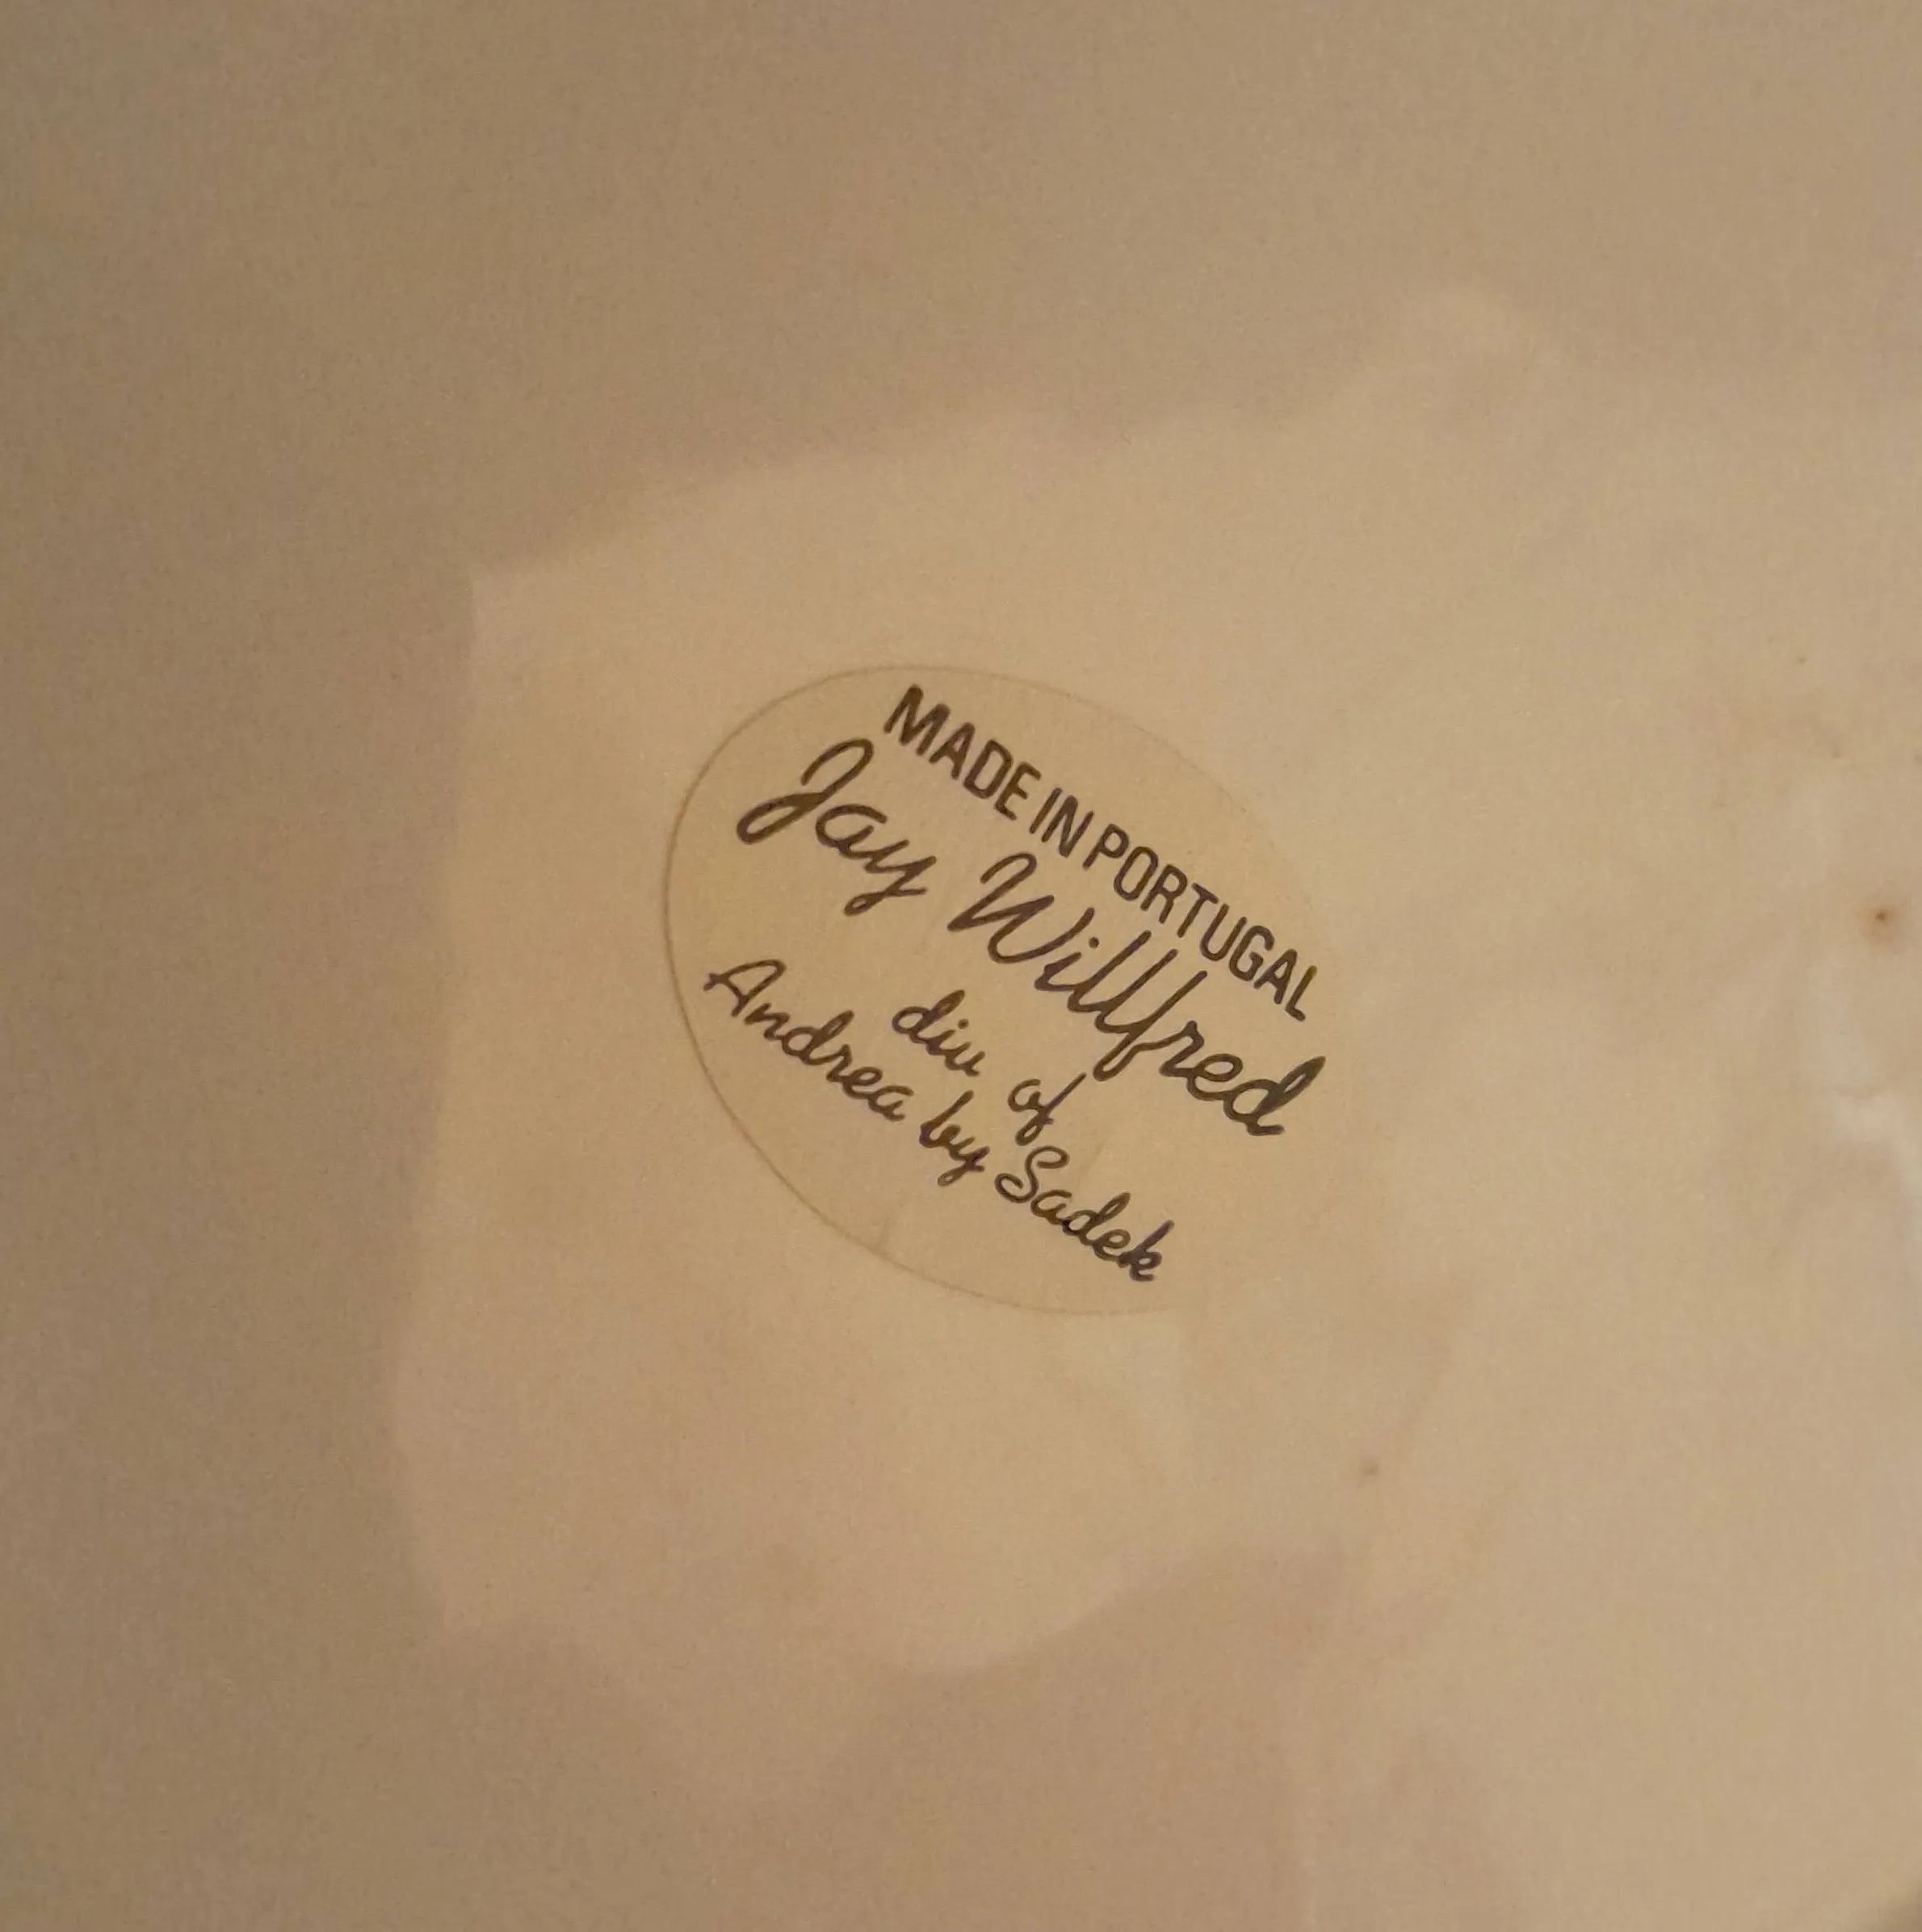 MADE IN PORTUGAL
Jay Willfred
div of
Andrea by Sadek